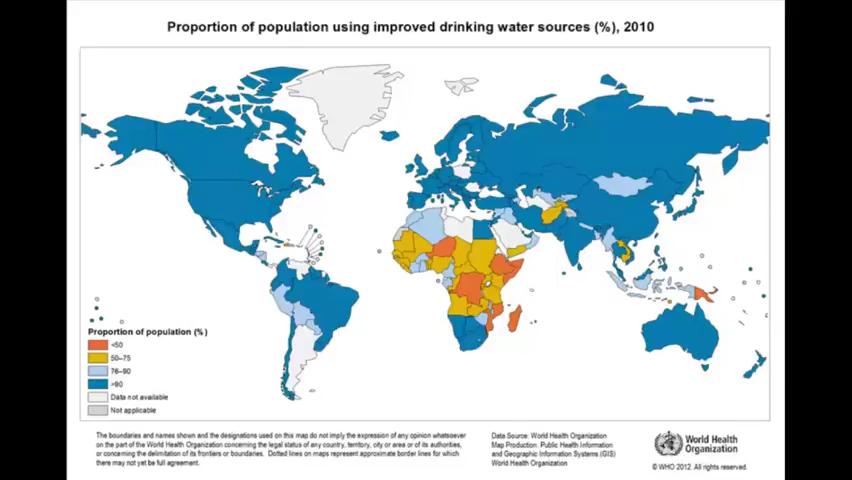 Proportion of population using improved drinking water sources (%), 2010
Proportion of population (%)
<50
50–75
76–90
>90
Data not available
Not applicable
The boundaries and names shown and the designations used on this map do not imply the expression of any opinion whatsoever
on the part of the World Health Organization concerning the legal status of any country, territory, city or area or of its authorities,
or concerning the delimitation of its frontiers or boundaries. Dotted lines on maps represent approximate border lines for which
there may not yet be full agreement.
Data Source: World Health Organization
Map Production: Public Health Information
and Geographic Information Systems (GIS)
World Health Organization
World Health
Organization
© WHO 2012. All rights reserved.